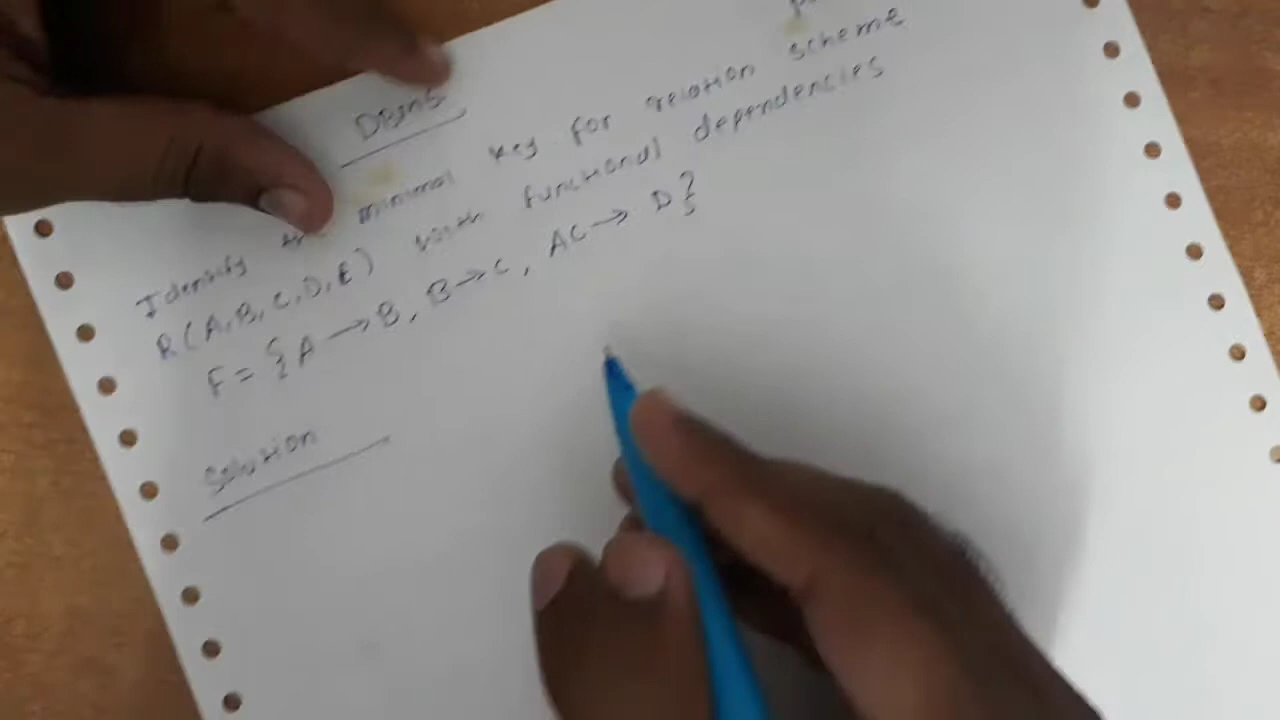 DBMS
Identify the minimal key for relation scheme
R(A,B,C,D,E) with functional dependencies
F = {A → B, B → C, AC → D}
Solution